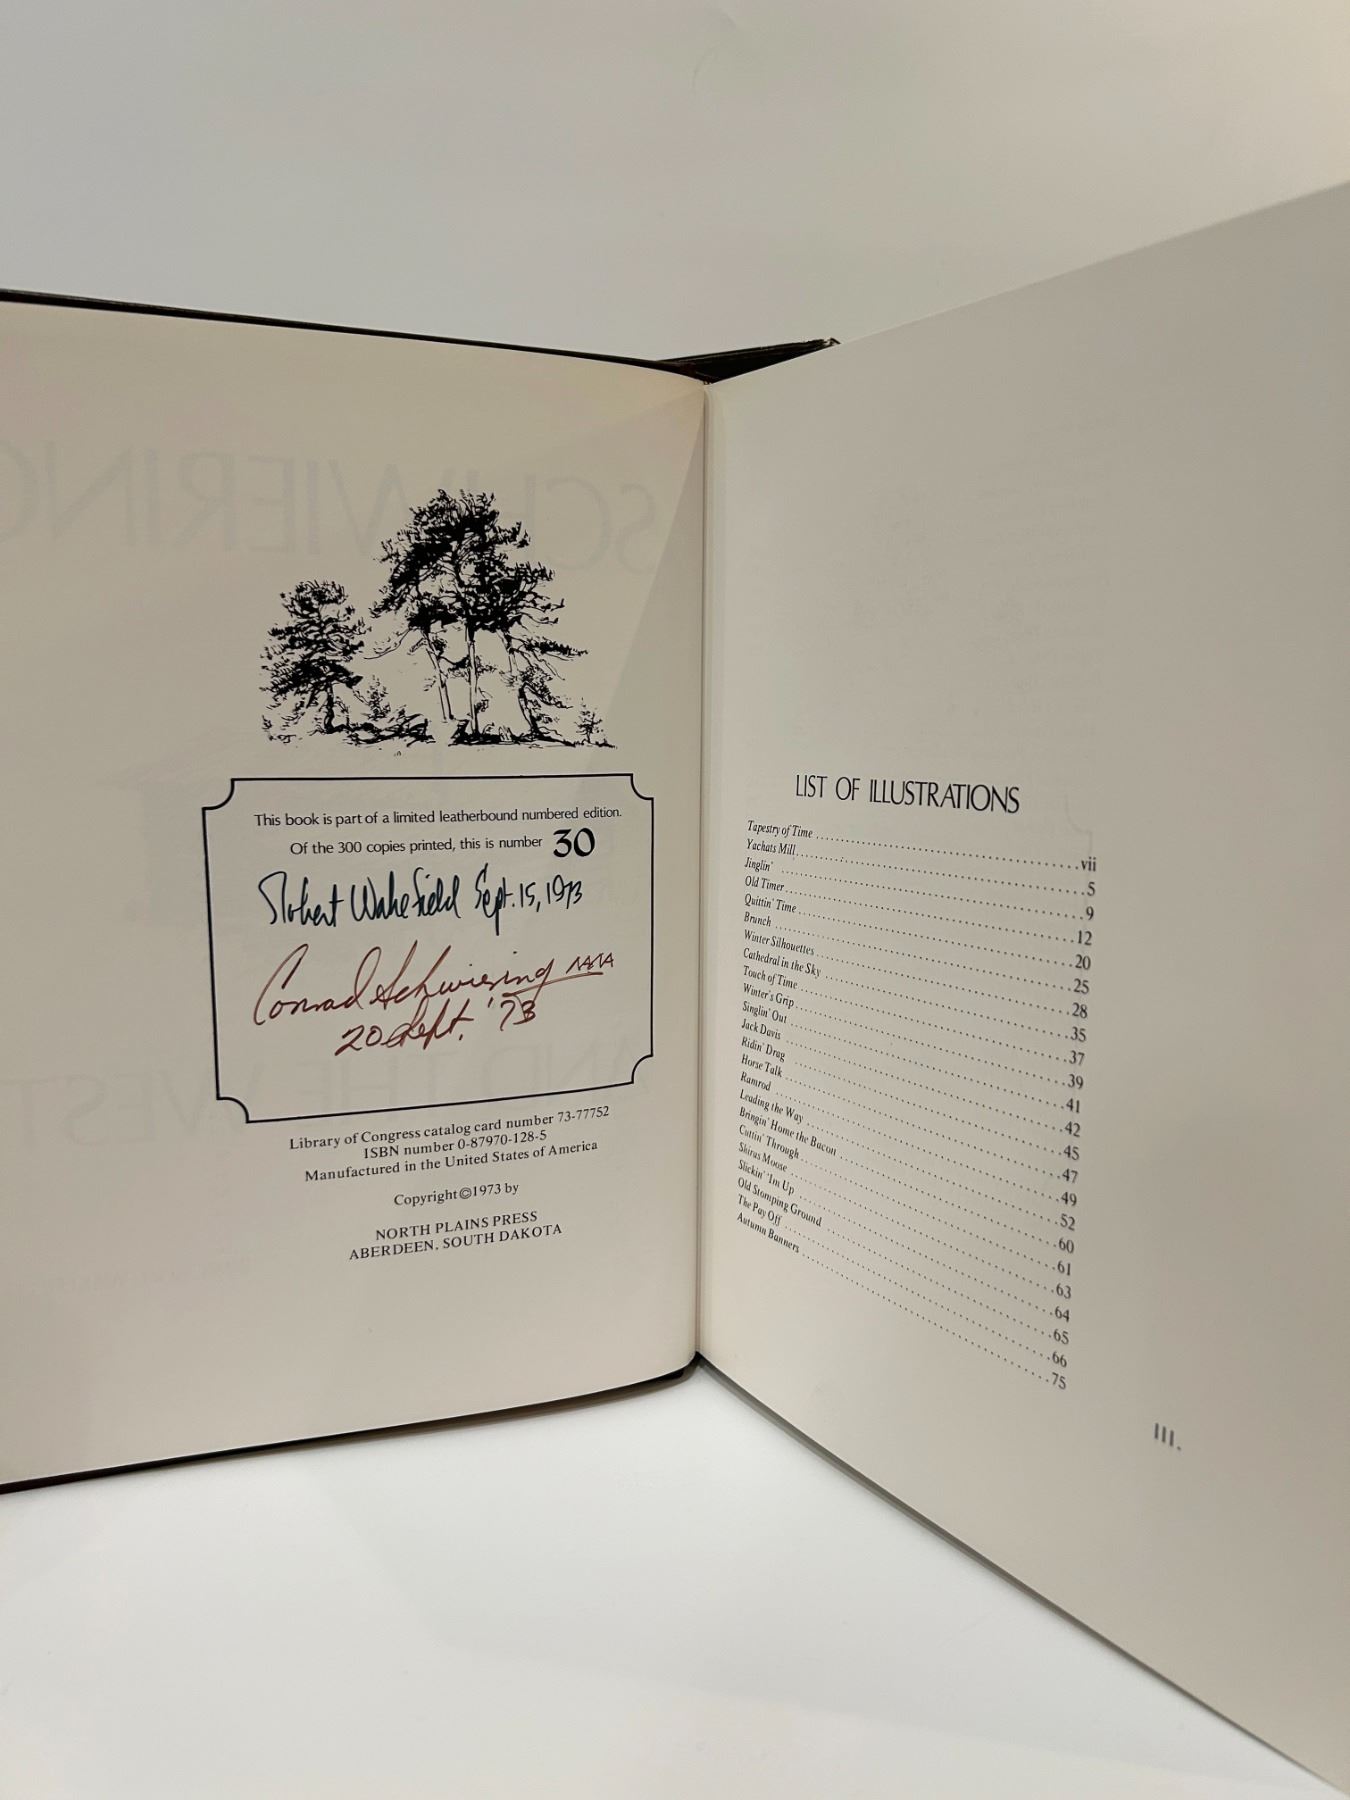 This book is part of a limited leatherbound numbered edition.
Of the 300 copies printed, this is number 30
Robert Wakefield Sept. 15, 1973
Conrad Schwiering NAWA
20 Sept. '73
Library of Congress catalog card number 73-77752
ISBN number 0-87970-128-5
Manufactured in the United States of America
Copyright©1973 by
NORTH PLAINS PRESS
ABERDEEN, SOUTH DAKOTA
LIST OF ILLUSTRATIONS
Tapestry of Time vii
Yachats Mill 5
Jinglin' 9
Old Timer 12
Quittin' Time 20
Brunch 25
Winter Silhouettes 28
Cathedral in the Sky 35
Touch of Time 37
Winter's Grip 39
Singlin' Out 41
Jack Davis 42
Ridin' Drag 45
Horse Talk 47
Ramrod 49
Leading the Way 52
Bringin' Home the Bacon 60
Cuttin' Through 61
Shiras Moose 63
Slickin' 'Im Up 64
Old Stomping Ground 65
The Pay Off 66
Autumn Banners 75
III.